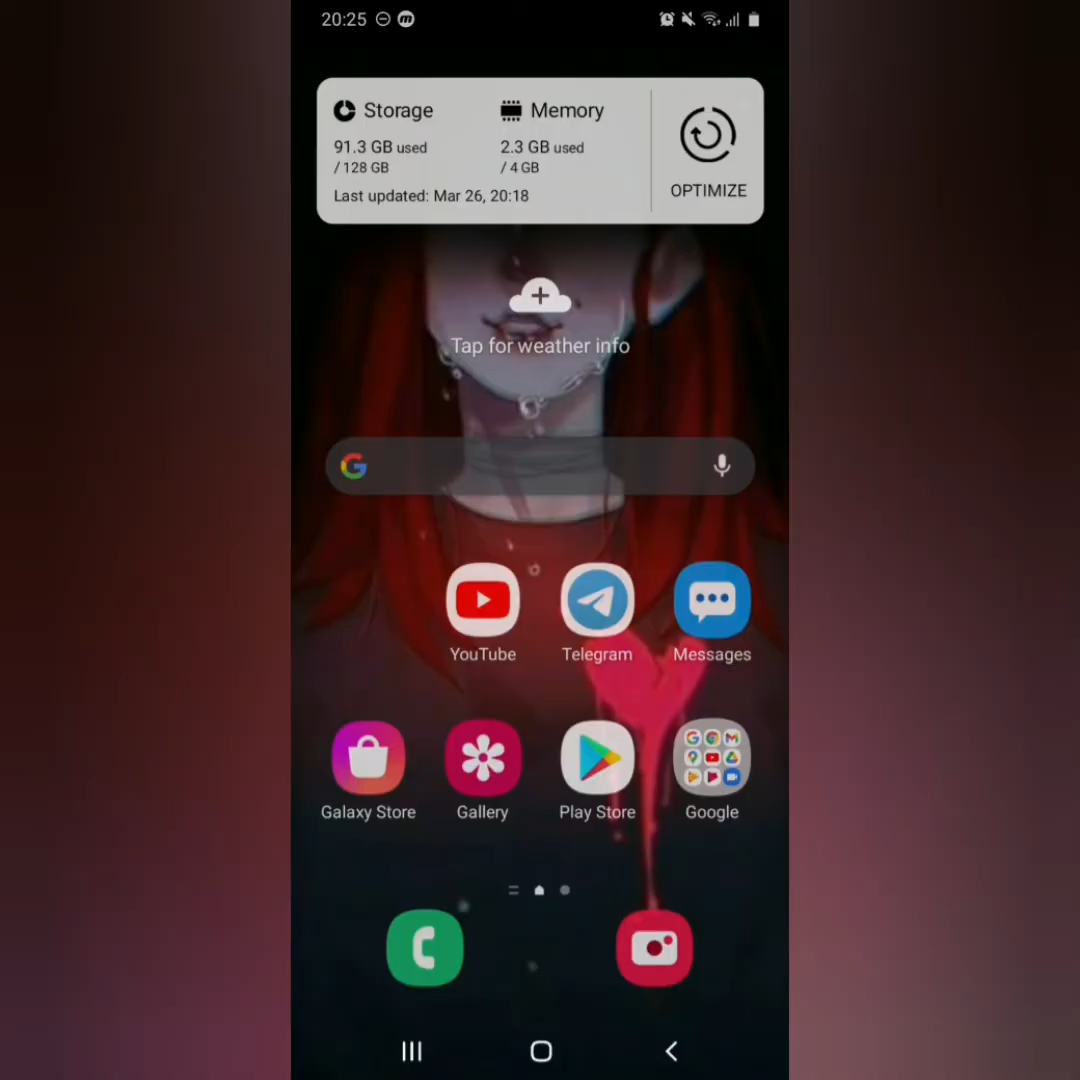 20:25
Storage
Memory
91.3 GB used
/ 128 GB
2.3 GB used
/ 4 GB
Last updated: Mar 26, 20:18
OPTIMIZE
Tap for weather info
YouTube
Telegram
Messages
Galaxy Store
Gallery
Play Store
Google